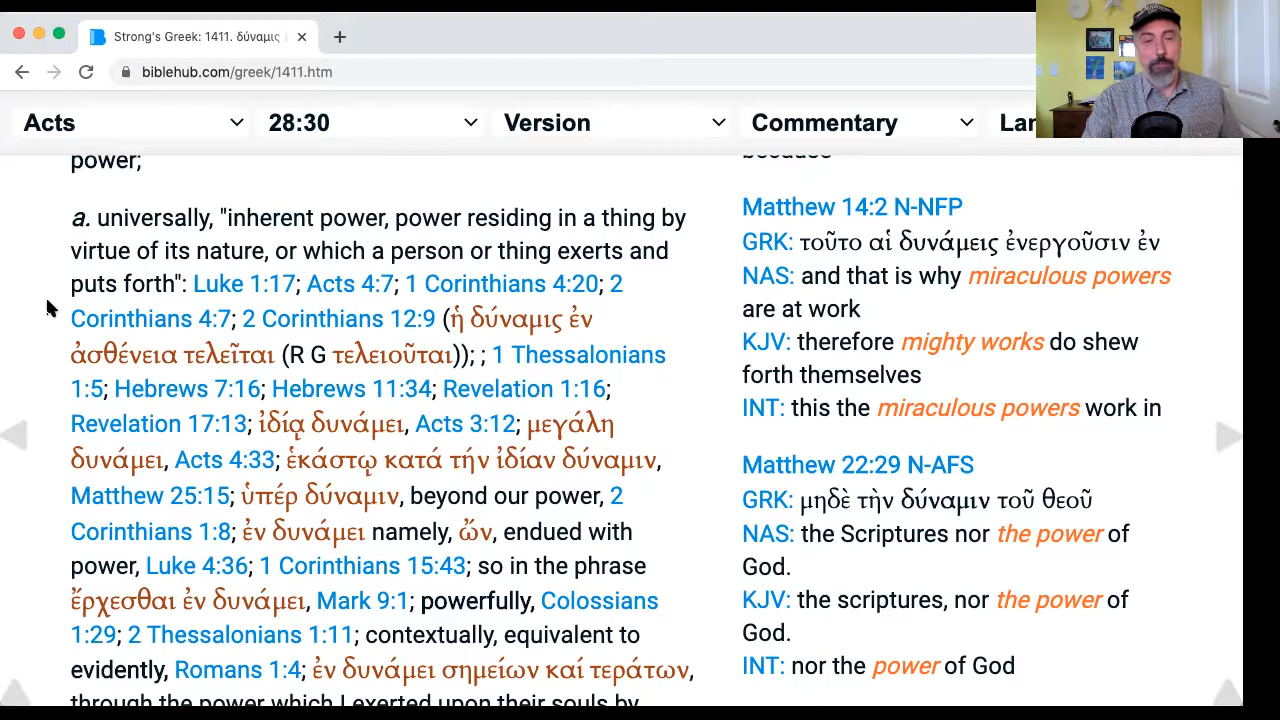 Strong's Greek: 1411. δύναμις (
biblehub.com/greek/1411.htm
Acts
28:30
Version
Commentary
power;
a. universally, "inherent power, power residing in a thing by
virtue of its nature, or which a person or thing exerts and
puts forth": Luke 1:17; Acts 4:7; 1 Corinthians 4:20; 2
Corinthians 4:7; 2 Corinthians 12:9 (ἡ δύναμις ἐν
ἀσθένεια τελεῖται (R G τελειοῦται)); ; 1 Thessalonians
1:5; Hebrews 7:16; Hebrews 11:34; Revelation 1:16;
Revelation 17:13; ἰδίᾳ δυνάμει, Acts 3:12; μεγάλη
δυνάμει, Acts 4:33; ἑκάστῳ κατά τήν ἰδίαν δύναμιν,
Matthew 25:15; ὑπέρ δύναμιν, beyond our power, 2
Corinthians 1:8; ἐν δυνάμει namely, ὤν, endued with
power, Luke 4:36; 1 Corinthians 15:43; so in the phrase
ἔρχεσθαι ἐν δυνάμει, Mark 9:1; powerfully, Colossians
1:29; 2 Thessalonians 1:11; contextually, equivalent to
evidently, Romans 1:4; ἐν δυνάμει σημείων καί τεράτων,
through the power which I exerted upon their souls by
because
Matthew 14:2 N-NFP
GRK: τοῦτο αἱ δυνάμεις ἐνεργοῦσιν ἐν
NAS: and that is why miraculous powers
are at work
KJV: therefore mighty works do shew
forth themselves
INT: this the miraculous powers work in
Matthew 22:29 N-AFS
GRK: μηδὲ τὴν δύναμιν τοῦ θεοῦ
NAS: the Scriptures nor the power of
God.
KJV: the scriptures, nor the power of
God.
INT: nor the power of God